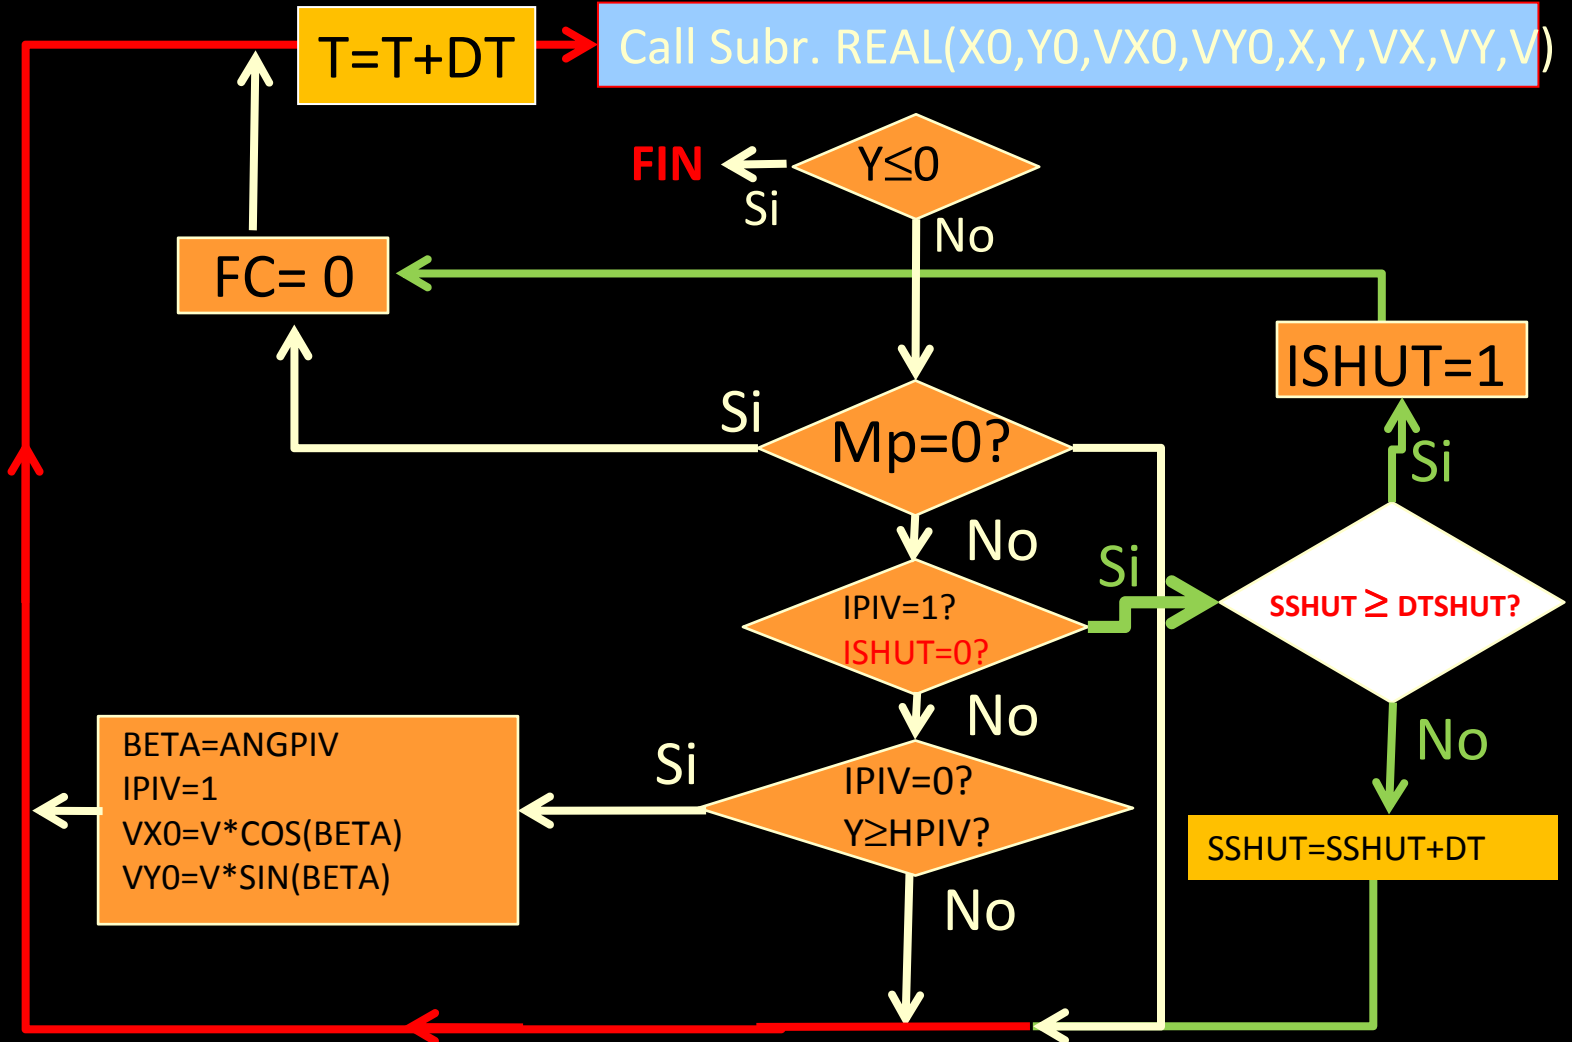 T=T+DT
Call Subr. REAL(X0,Y0,VX0,VY0,X,Y,VX,VY,V)
Y≤0
FIN
Si
No
FC= 0
ISHUT=1
Si
Mp=0?
Si
No
Si
IPIV=1?
ISHUT=0?
SSHUT ≥ DTSHUT?
No
No
BETA=ANGPIV
IPIV=1
VX0=V*COS(BETA)
VY0=V*SIN(BETA)
Si
IPIV=0?
Y≥HPIV?
SSHUT=SSHUT+DT
No